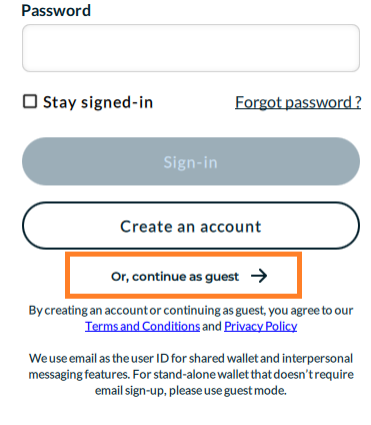 Password
Stay signed-in
Forgot password ?
Sign-in
Create an account
Or, continue as guest →
By creating an account or continuing as guest, you agree to our
Terms and Conditions and Privacy Policy
We use email as the user ID for shared wallet and interpersonal
messaging features. For stand-alone wallet that doesn't require
email sign-up, please use guest mode.